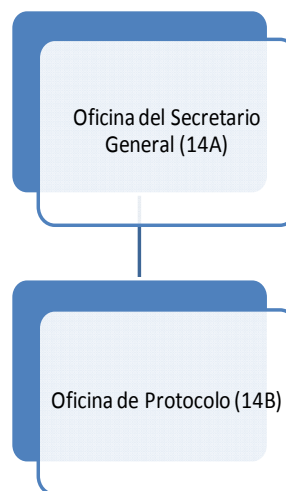 Oficina del Secretario
General (14A)
Oficina de Protocolo (14B)